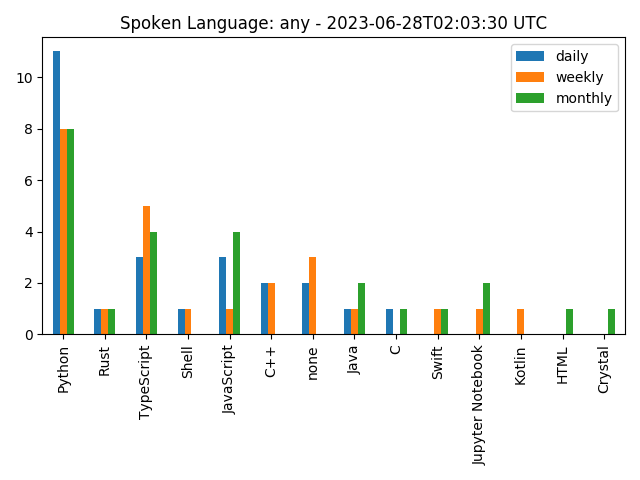 Spoken Language: any - 2023-06-28T02:03:30 UTC
daily
weekly
monthly
10
8
6
4
2
0
Python
Rust
TypeScript
Shell
JavaScript
C++
none
Java
C
Swift
Jupyter Notebook
Kotlin
HTML
Crystal